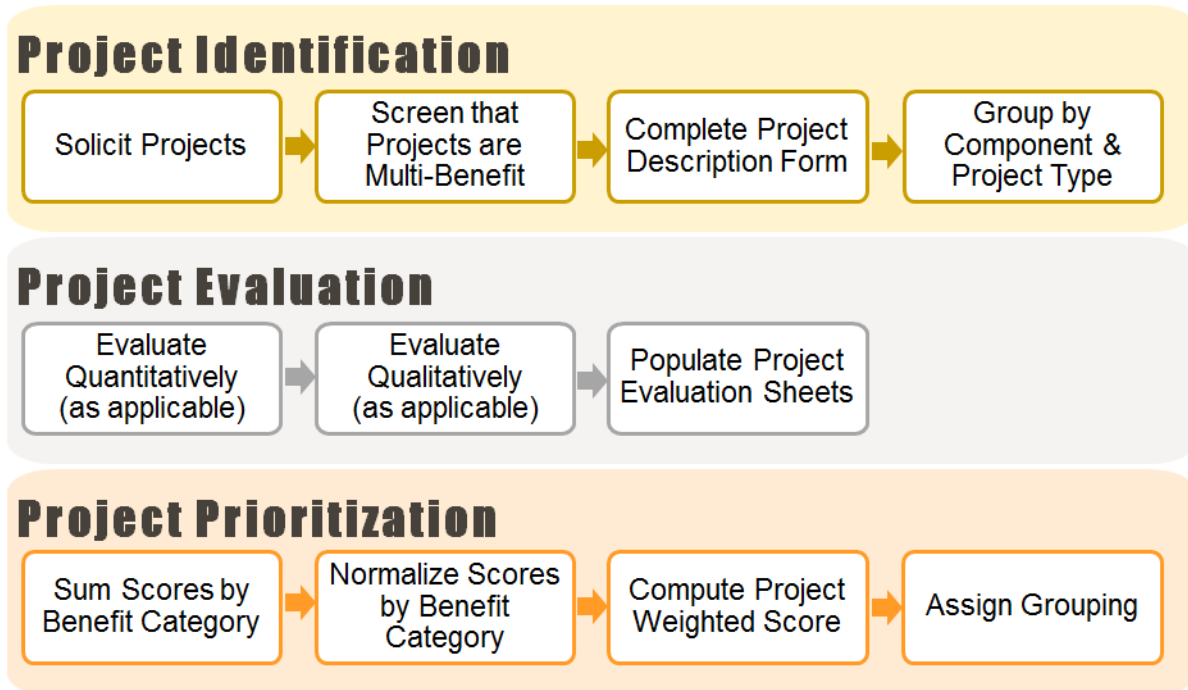 Project Identification
Solicit Projects
Screen that
Projects are
Multi-Benefit
Complete Project
Description Form
Group by
Component &
Project Type
Project Evaluation
Evaluate
Quantitatively
(as applicable)
Evaluate
Qualitatively
(as applicable)
Populate Project
Evaluation Sheets
Project Prioritization
Sum Scores by
Benefit Category
Normalize Scores
by Benefit
Category
Compute Project
Weighted Score
Assign Grouping